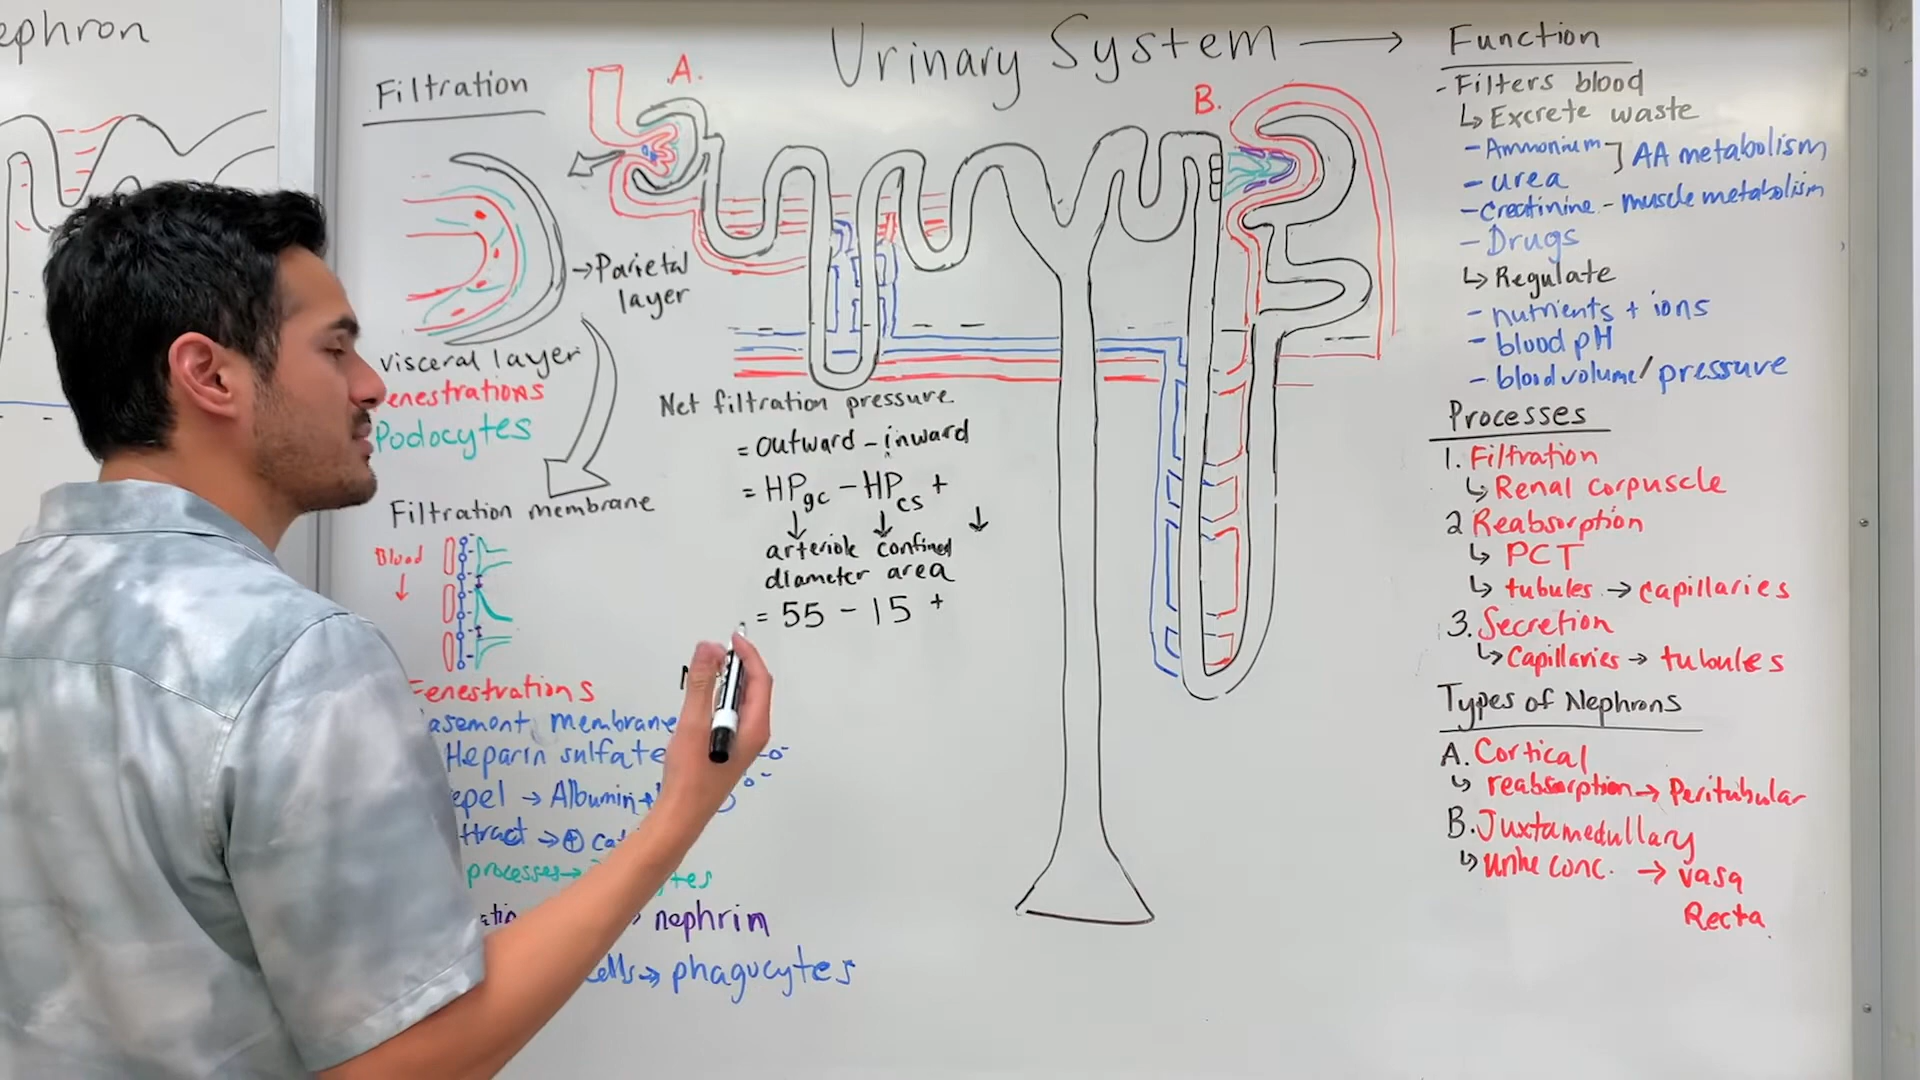 ephron
Urinary System →
Filtration
A.
B.
→ Parietal
layer
visceral layer
enestrations
Podocytes
Filtration membrane
Blood
↓
Fenestrations
asement membrane
Heparin sulfate
epel → Albumin +
ttract → ⊕ cat
processes →
nephrin
cells → phagocytes
Net filtration pressure
= outward - inward
= HPgc - HPcs +
↓ ↓ ↓
arteriole confined
diameter area
= 55 - 15 +
Function
- Filters blood
↳ Excrete waste
- Ammonium ] AA metabolism
- urea
- creatinine - muscle metabolism
- Drugs
↳ Regulate
- nutrients + ions
- blood pH
- blood volume / pressure
Processes
1. Filtration
↳ Renal corpuscle
2 Reabsorption
↳ PCT
↳ tubules → capillaries
3. Secretion
↳ Capillaries → tubules
Types of Nephrons
A. Cortical
↳ reabsorption → Peritubular
B. Juxtamedullary
↳ conc. → vasa
Recta